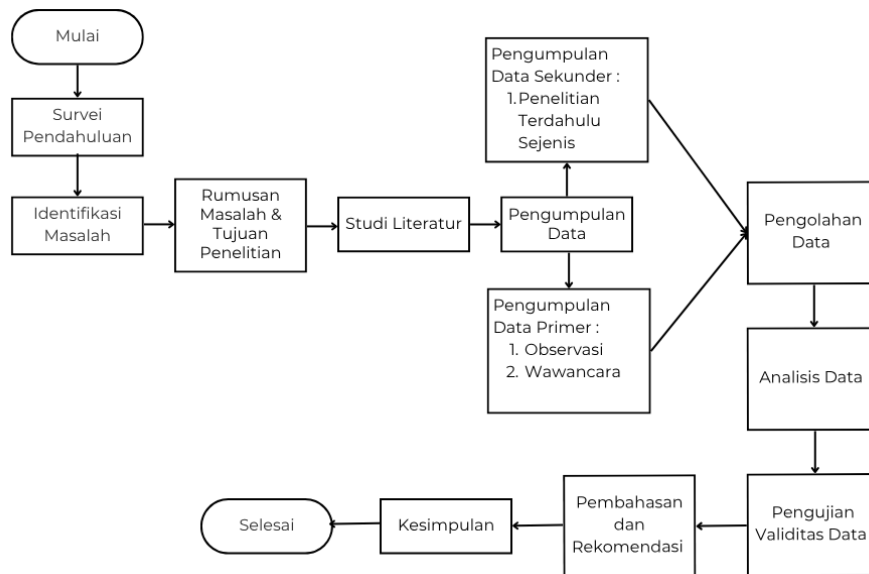 Mulai
Survei
Pendahuluan
Identifikasi
Masalah
Rumusan
Masalah &
Tujuan
Penelitian
Studi Literatur
Pengumpulan
Data
Pengumpulan
Data Sekunder :
1. Penelitian
Terdahulu
Sejenis
Pengumpulan
Data Primer :
1. Observasi
2. Wawancara
Pengolahan
Data
Analisis Data
Pengujian
Validitas Data
Pembahasan
dan
Rekomendasi
Kesimpulan
Selesai